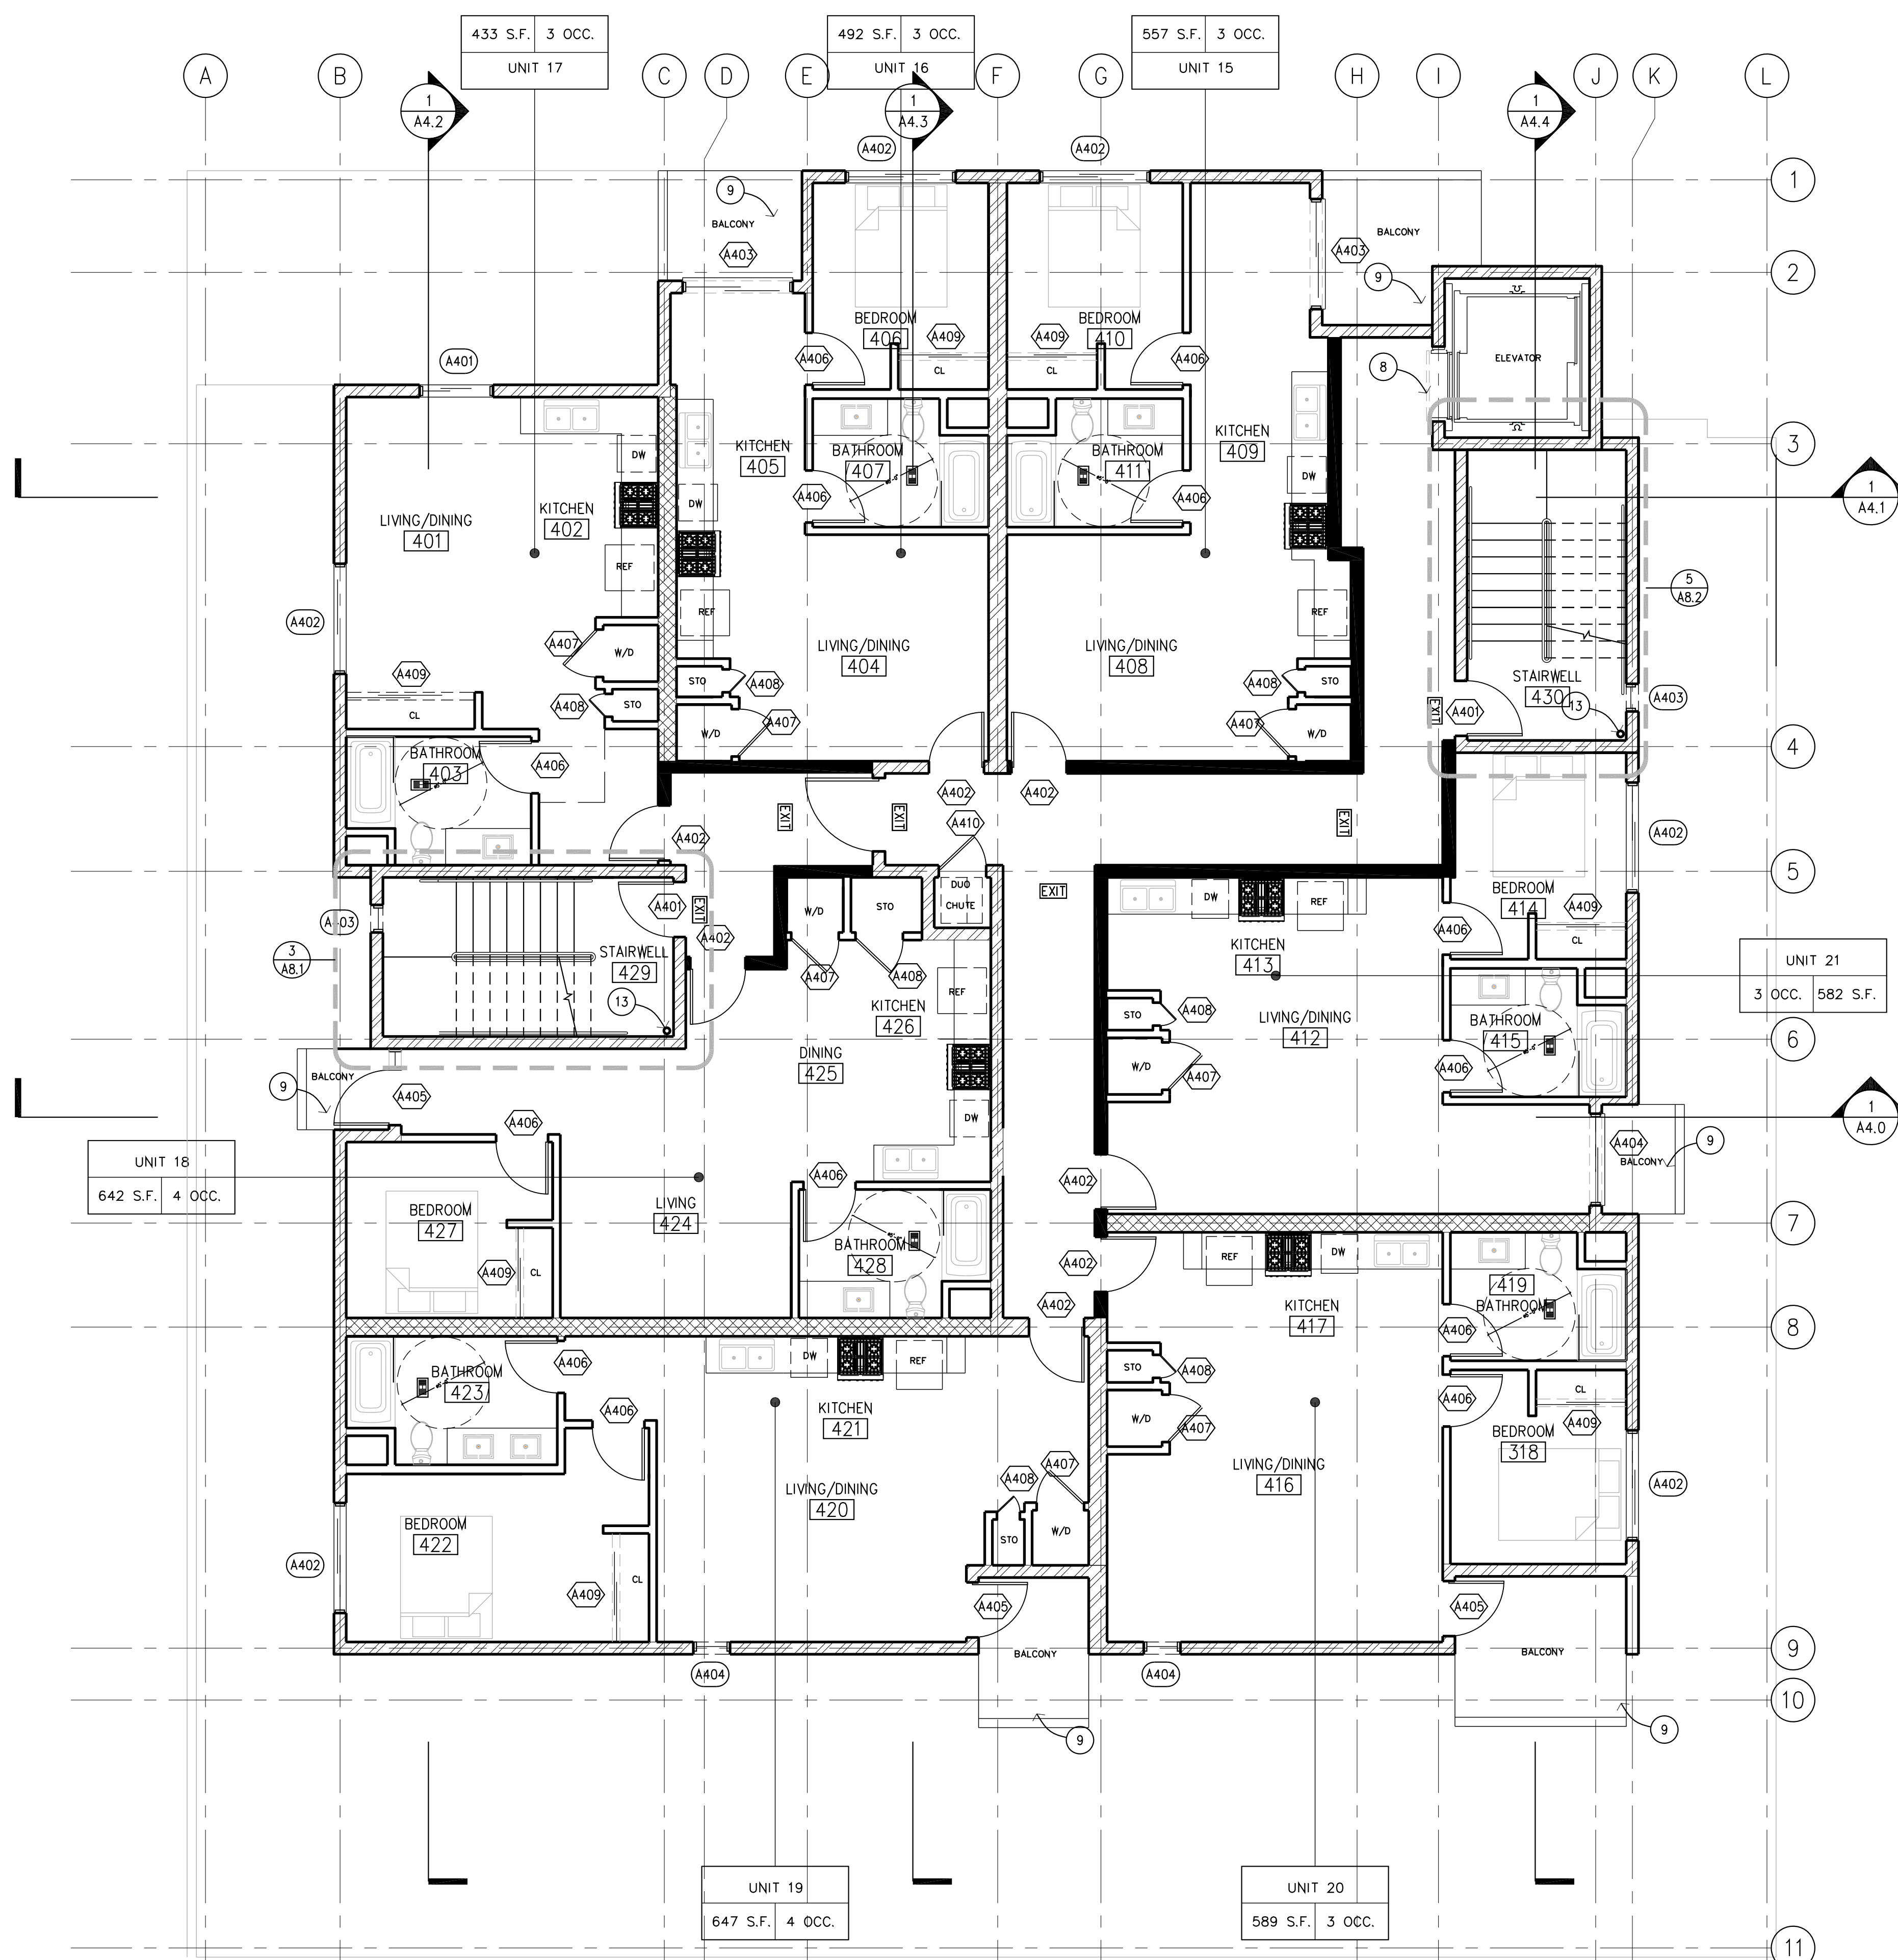 433 S.F. 3 OCC.
UNIT 17
492 S.F. 3 OCC.
UNIT 16
557 S.F. 3 OCC.
UNIT 15
A B C D E F G H I J K L
1
A4.2
1
A4.3
1
A4.4
A402 A402
1
9
BALCONY
BALCONY
A403
A403
2
9
BEDROOM
406
BEDROOM
410
A409 A409
A406 A406
CL CL
ELEVATOR
8
A401
KITCHEN
405
BATHROOM
407
BATHROOM
411
KITCHEN
409
3
DW
DW
DW
A406 A406
1
A4.1
LIVING/DINING
401
KITCHEN
402
REF
REF
REF
5
A8.2
A402
A407
W/D
LIVING/DINING
404
LIVING/DINING
408
A409
CL
A408
STO
STO
A408
A408
STO
STAIRWELL
430
13
A401
EXIT
A403
W/D
A407
A407
W/D
4
BATHROOM
403
A406
A402 A402
EXIT
EXIT
EXIT
A410
A402
A402
5
DUO
CHUTE
EXIT
DW
REF
BEDROOM
414
A409
A406
CL
A403
A401
EXIT
A402
W/D
STO
3
A8.1
STAIRWELL
429
13
A407
A408
KITCHEN
426
REF
KITCHEN
413
UNIT 21
3 OCC. 582 S.F.
STO
A408
LIVING/DINING
412
BATHROOM
415
6
DINING
425
W/D
A407
A406
BALCONY
9
A405
A406
DW
1
A4.0
A404
9
BALCONY
UNIT 18
642 S.F. 4 OCC.
A406
A402
BEDROOM
427
LIVING
424
BATHROOM
428
7
A409
CL
A402
REF
DW
419
BATHROOM
A402
KITCHEN
417
A406
8
DW
REF
BATHROOM
423
A406
STO
A408
A406
CL
A406
KITCHEN
421
W/D
A407
A409
BEDROOM
318
LIVING/DINING
420
A408
A407
LIVING/DINING
416
A402
BEDROOM
422
STO
W/D
A402
A409
CL
A405
A405
BALCONY
BALCONY
9
A404
A404
10
9
9
UNIT 19
647 S.F. 4 OCC.
UNIT 20
589 S.F. 3 OCC.
11